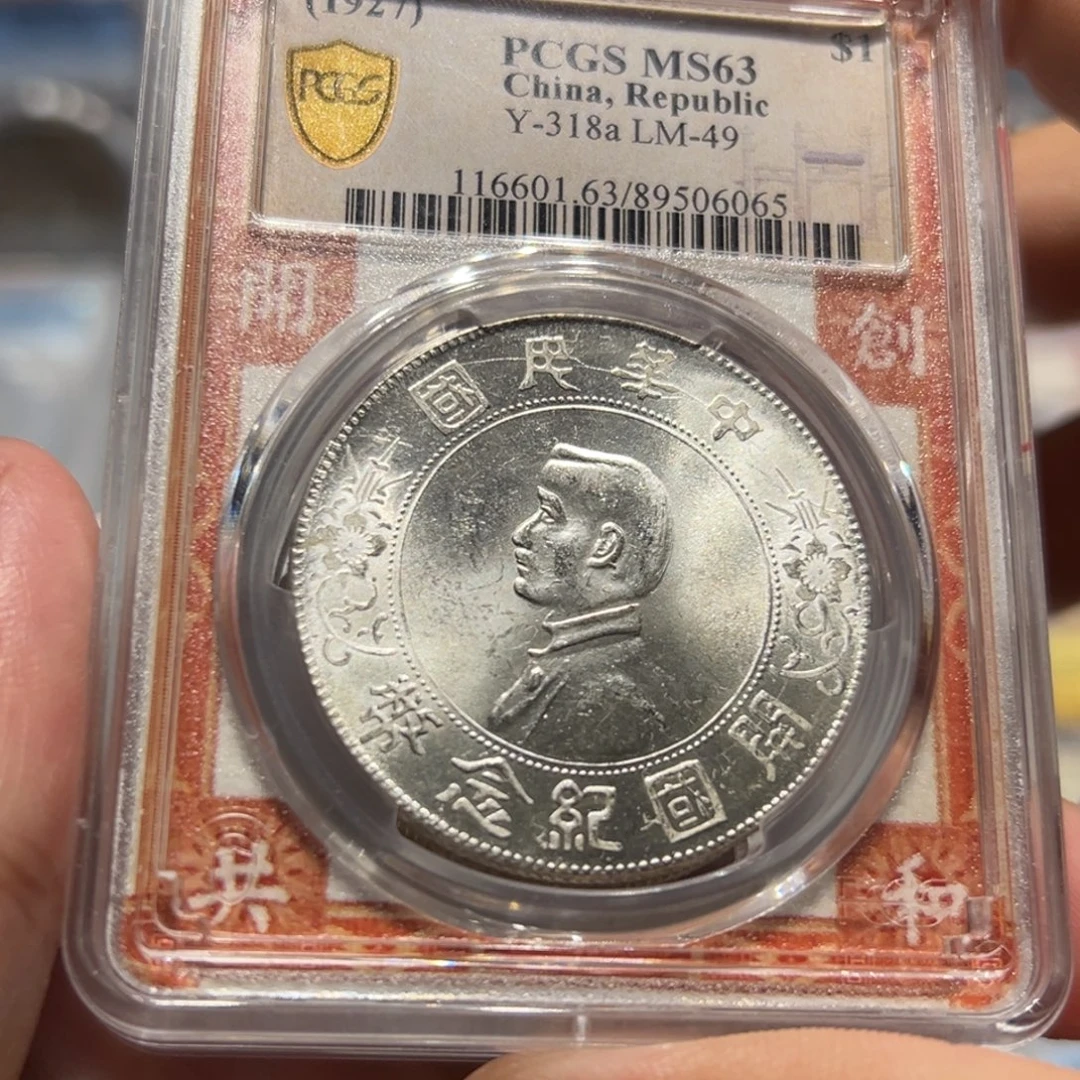 (1927)
$1
PCGS
PCGS MS63
China, Republic
Y-318a LM-49
116601.63/89506065
開
創
中華民國
開國紀念幣
共
和